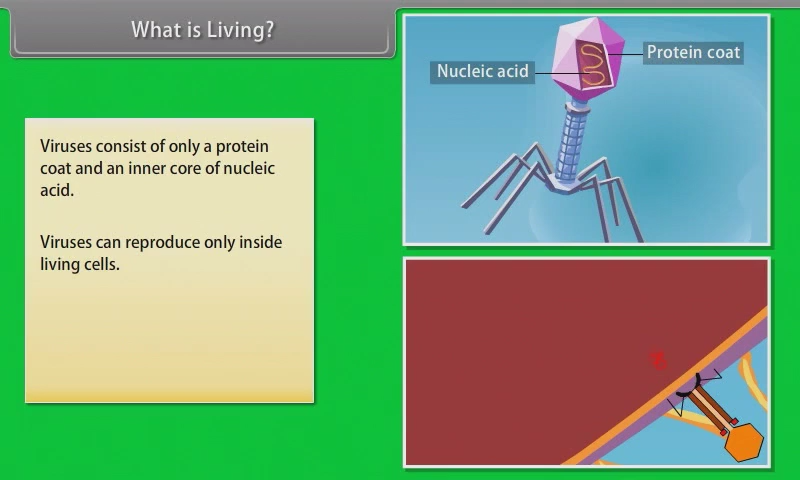 What is Living?
Viruses consist of only a protein
coat and an inner core of nucleic
acid.
Viruses can reproduce only inside
living cells.
Protein coat
Nucleic acid